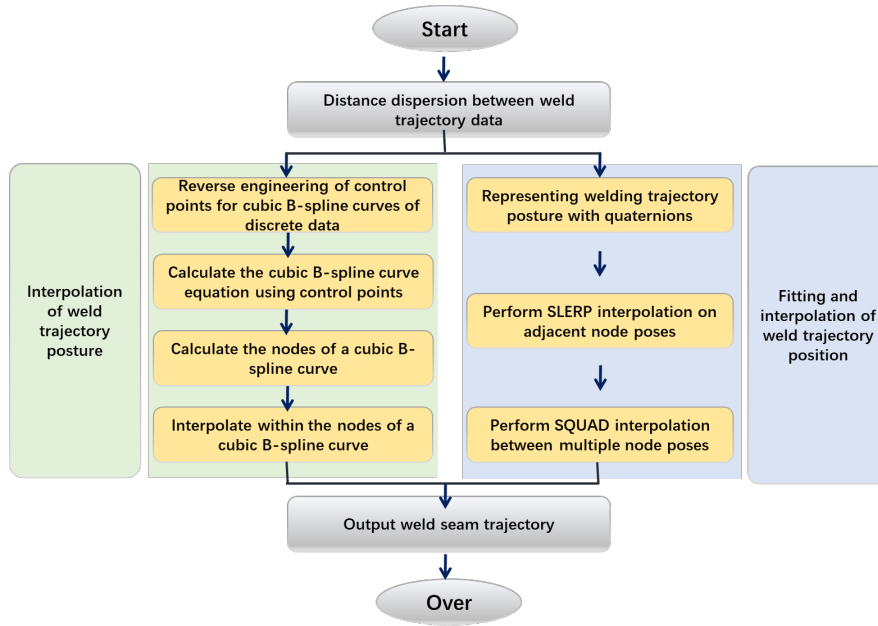 Start
Distance dispersion between weld
trajectory data
Interpolation
of weld
trajectory
posture
Reverse engineering of control
points for cubic B-spline curves of
discrete data
Calculate the cubic B-spline curve
equation using control points
Calculate the nodes of a cubic B-
spline curve
Interpolate within the nodes of a
cubic B-spline curve
Representing welding trajectory
posture with quaternions
Perform SLERP interpolation on
adjacent node poses
Perform SQUAD interpolation
between multiple node poses
Fitting and
interpolation of
weld trajectory
position
Output weld seam trajectory
Over